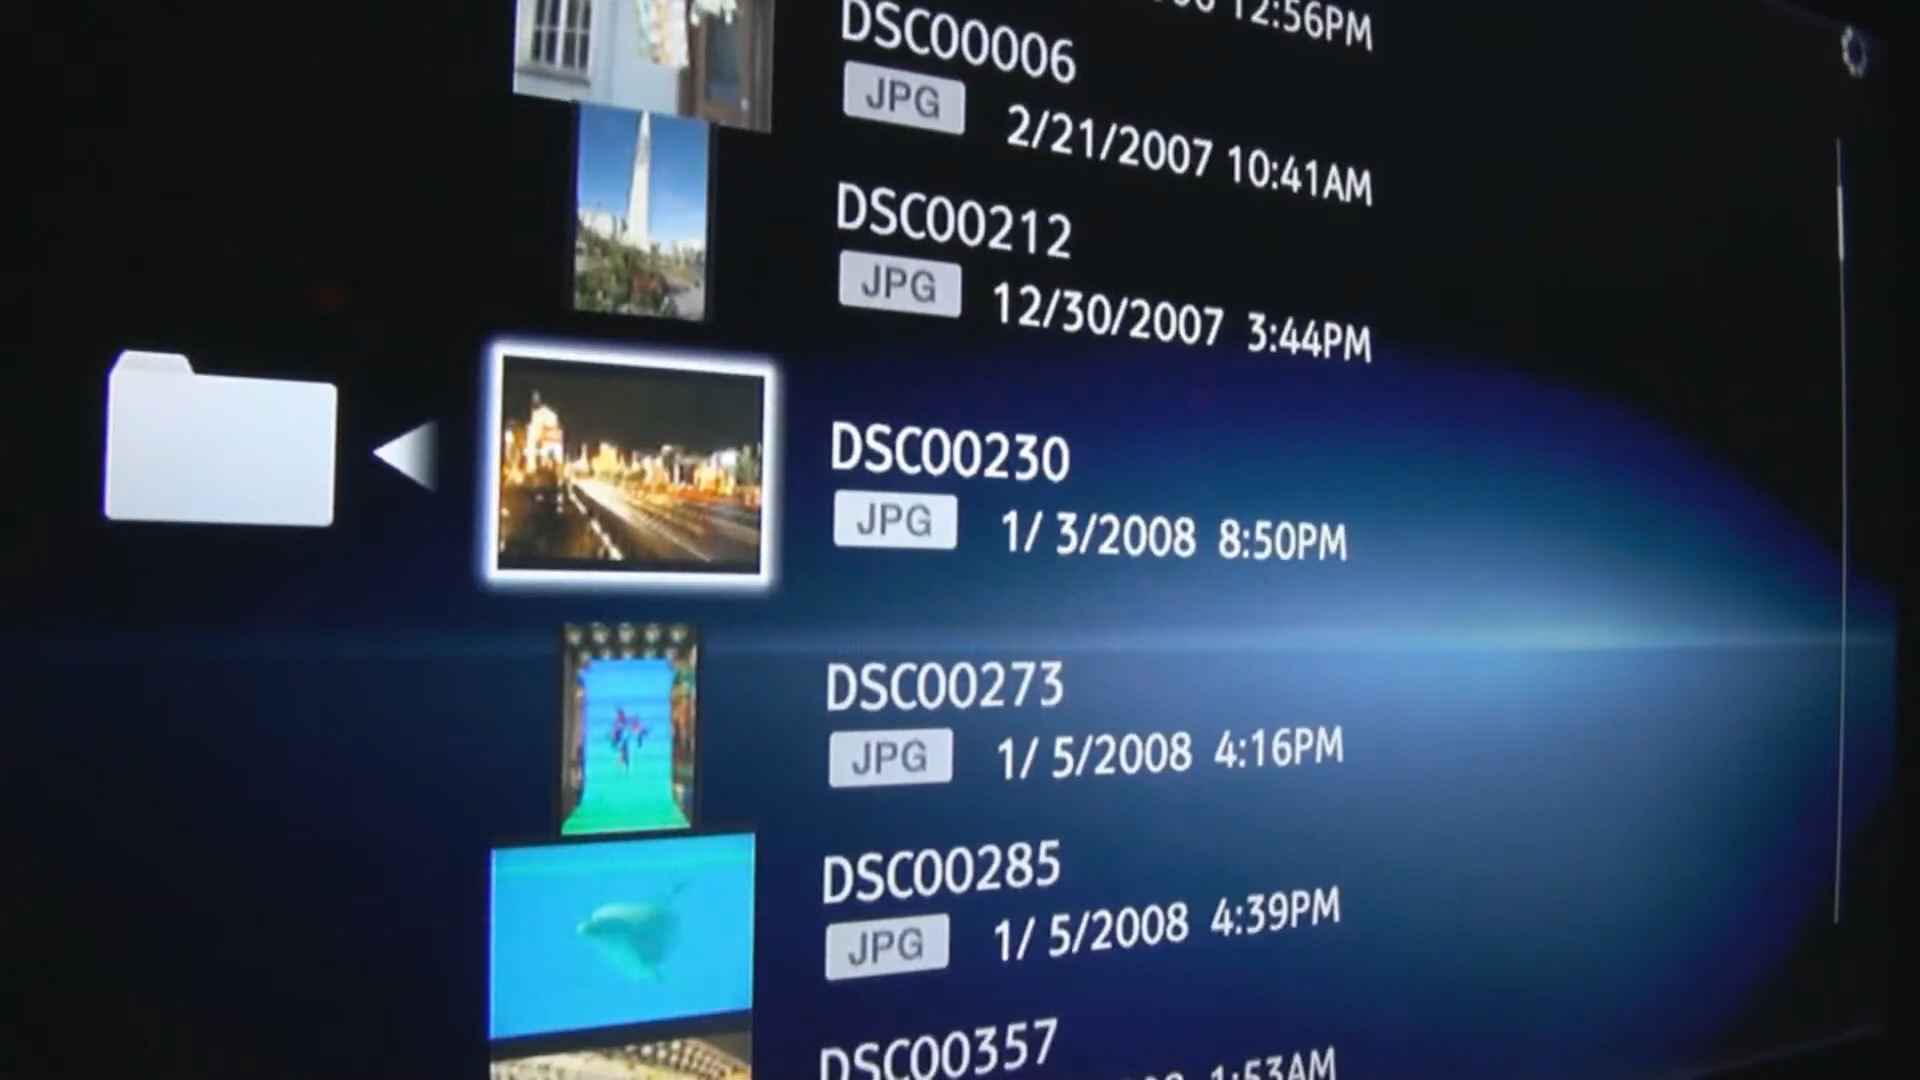 12:56PM
DSC00006
JPG 2/21/2007 10:41AM
DSC00212
JPG 12/30/2007 3:44PM
DSC00230
JPG 1/ 3/2008 8:50PM
DSC00273
JPG 1/ 5/2008 4:16PM
DSC00285
JPG 1/ 5/2008 4:39PM
DSC00357
1:53AM